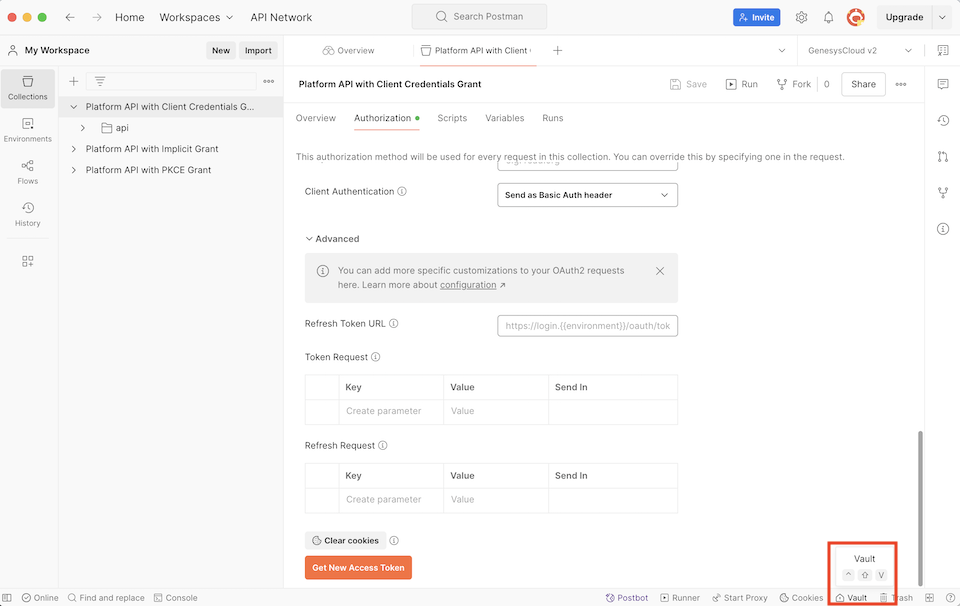 Home
Workspaces
API Network
Search Postman
Invite
Upgrade
My Workspace
New
Import
Overview
Platform API with Client
GenesysCloud v2
Collections
Environments
Flows
History
Platform API with Client Credentials G...
api
Platform API with Implicit Grant
Platform API with PKCE Grant
Platform API with Client Credentials Grant
Save
Run
Fork
0
Share
Overview
Authorization
Scripts
Variables
Runs
This authorization method will be used for every request in this collection. You can override this by specifying one in the request.
Client Authentication
Send as Basic Auth header
Advanced
You can add more specific customizations to your OAuth2 requests
here. Learn more about configuration ↗
Refresh Token URL
https://login.{{environment}}/oauth/tok
Token Request
Key Value Send In
Create parameter Value
Refresh Request
Key Value Send In
Create parameter Value
Clear cookies
Get New Access Token
Vault
^ ⇧ V
Online
Find and replace
Console
Postbot
Runner
Start Proxy
Cookies
Vault
Trash